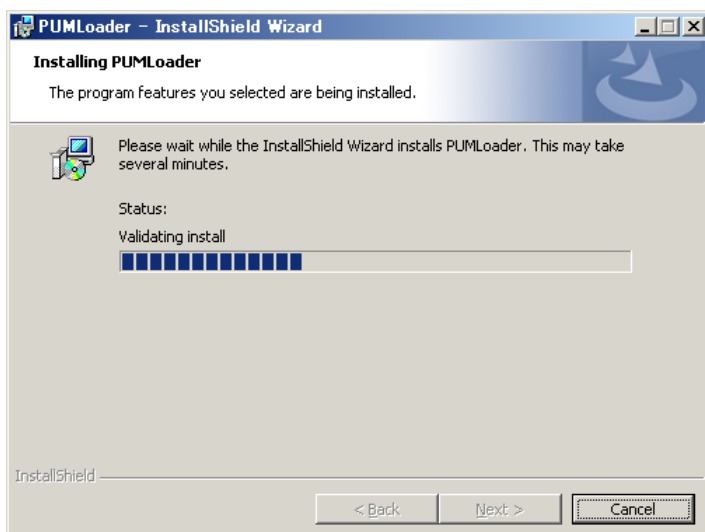 PUMLoader - InstallShield Wizard
Installing PUMLoader
The program features you selected are being installed.
Please wait while the InstallShield Wizard installs PUMLoader. This may take
several minutes.
Status:
Validating install
InstallShield
< Back
Next >
Cancel